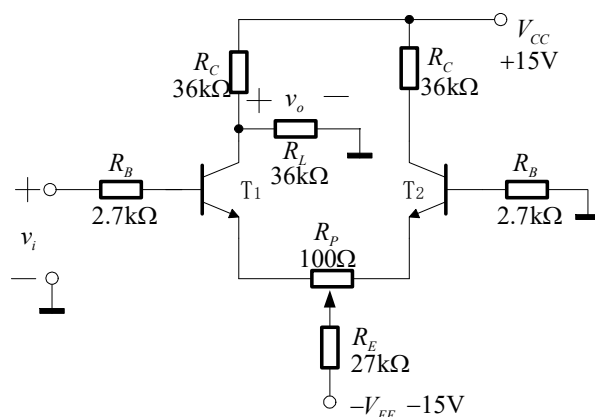 V_CC
+15V
R_C
36kΩ
R_C
36kΩ
+ v_o −
R_L
36kΩ
R_B
2.7kΩ
T1
T2
R_B
2.7kΩ
+
v_i
−
R_P
100Ω
R_E
27kΩ
−V_EE −15V